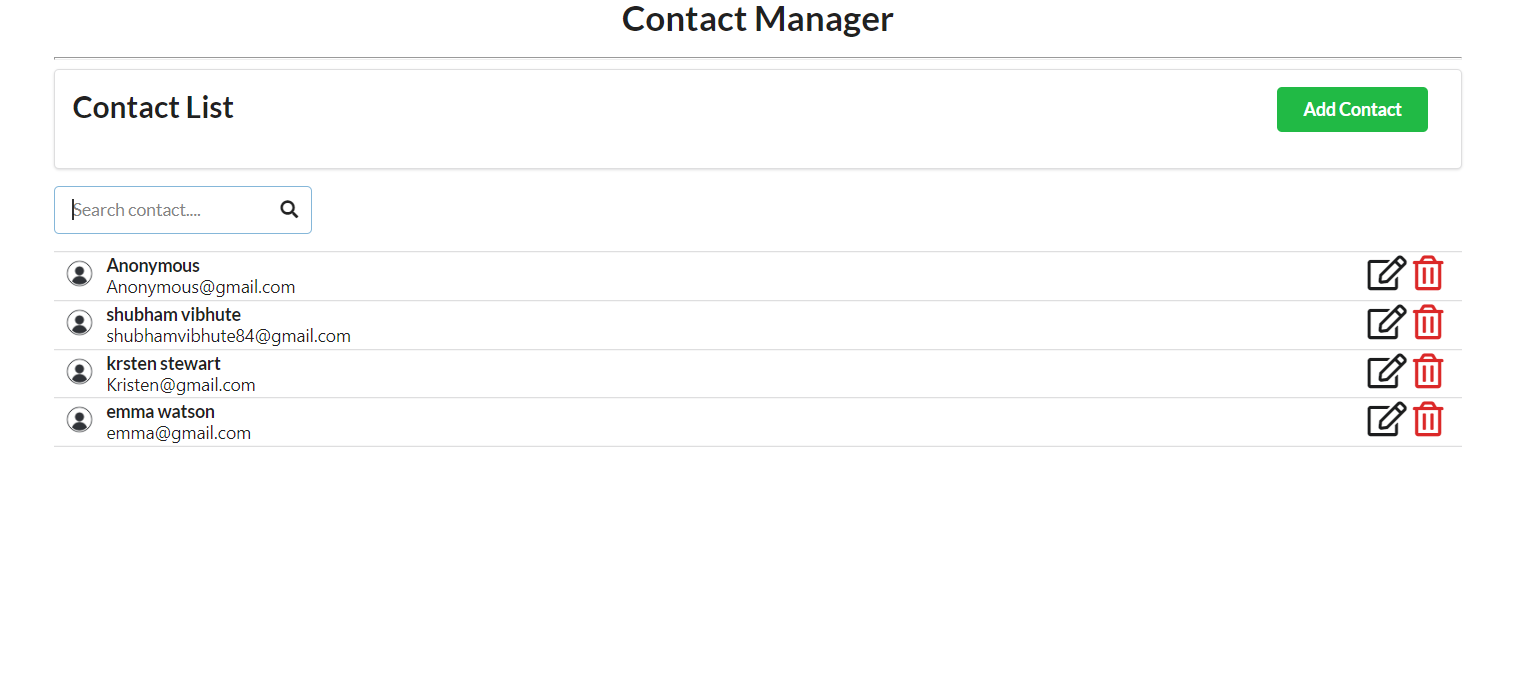 Contact Manager
Contact List
Add Contact
Search contact....
Anonymous
Anonymous@gmail.com
shubham vibhute
shubhamvibhute84@gmail.com
krsten stewart
Kristen@gmail.com
emma watson
emma@gmail.com